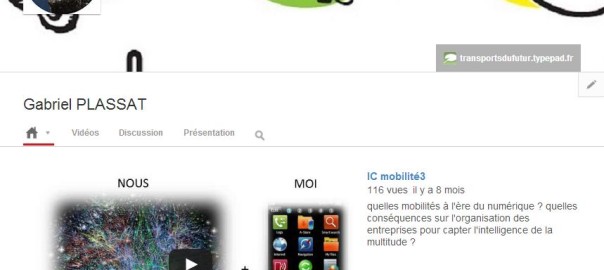 transportsdufutur.typepad.fr
Gabriel PLASSAT
Vidéos Discussion Présentation
NOUS MOI
IC mobilité3
116 vues il y a 8 mois
quelles mobilités à l'ère du numérique ? quelles
conséquences sur l'organisation des
entreprises pour capter l'intelligence de la
multitude ?